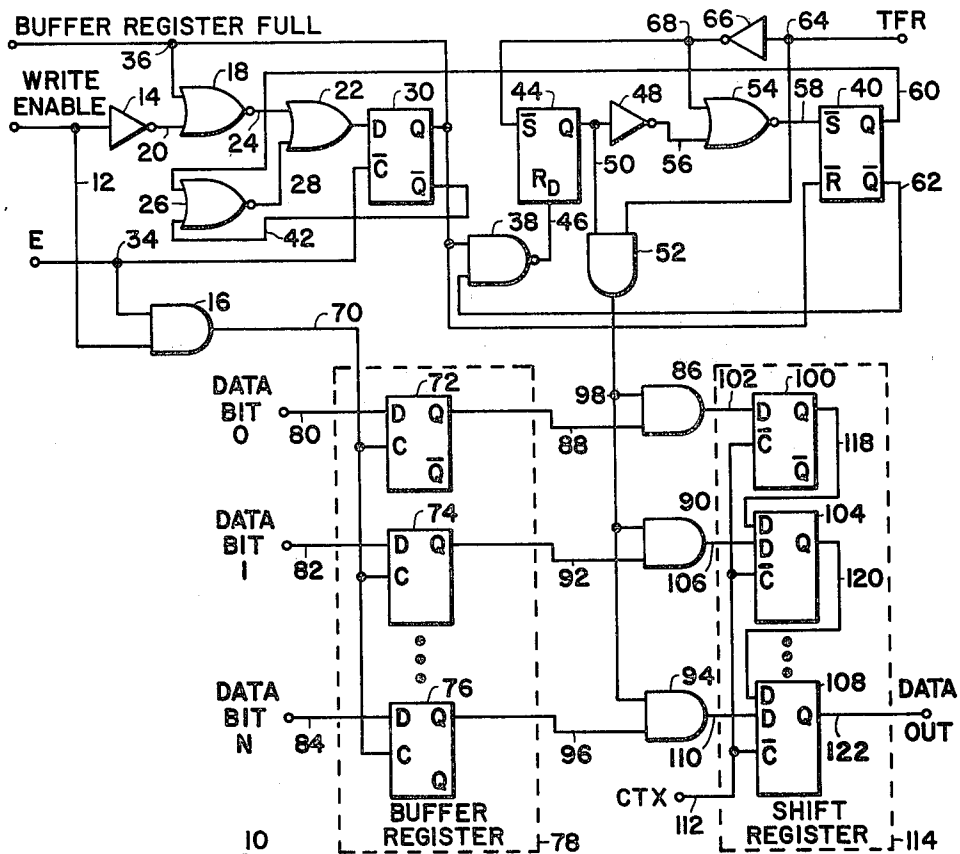 BUFFER REGISTER FULL
68
66
64
TFR
36
18
WRITE ENABLE
14
22
30
44
48
54
58
40
60
20
24
D Q
C̅
Q̅
S̅ Q
R_D
50
56
S̅ Q
R̅ Q̅
62
12
26
28
38
46
42
52
E
34
16
70
DATA BIT 0
80
72
D Q
C
Q̅
88
98
86
102
100
D Q
C̅
Q̅
118
DATA BIT 1
82
74
D Q
C
92
90
106
104
D
D Q
C̅
120
DATA BIT N
84
76
D Q
C
Q
96
94
110
108
D
D Q
C̅
122
DATA OUT
CTX
112
10
BUFFER REGISTER
78
SHIFT REGISTER
114